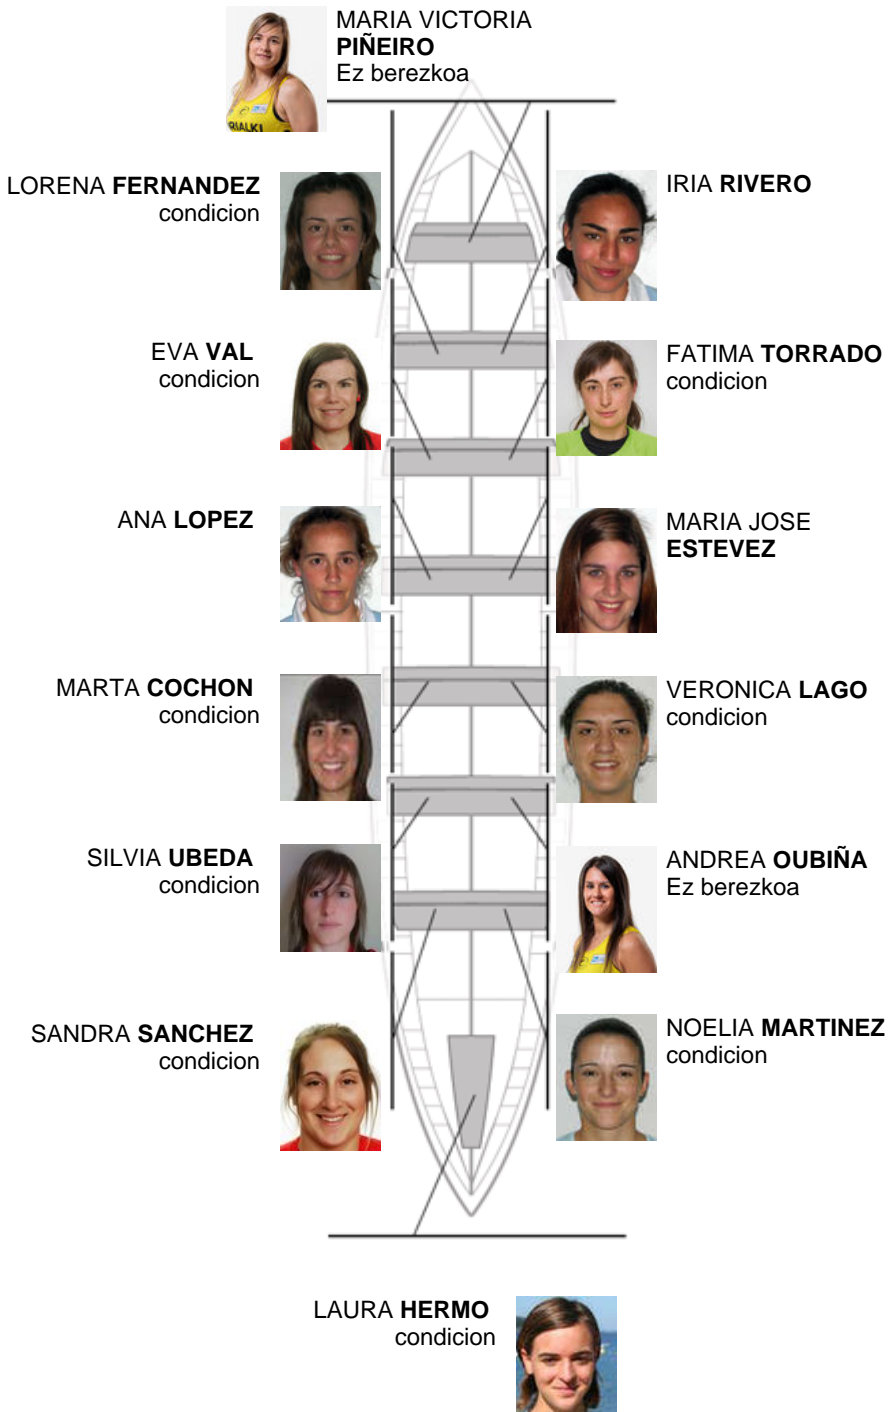 MARIA VICTORIA
PIÑEIRO
Ez berezkoa
RIALKI
LORENA FERNANDEZ
condicion
IRIA RIVERO
EVA VAL
condicion
FATIMA TORRADO
condicion
ANA LOPEZ
MARIA JOSE
ESTEVEZ
MARTA COCHON
condicion
VERONICA LAGO
condicion
SILVIA UBEDA
condicion
ANDREA OUBIÑA
Ez berezkoa
SANDRA SANCHEZ
condicion
NOELIA MARTINEZ
condicion
LAURA HERMO
condicion